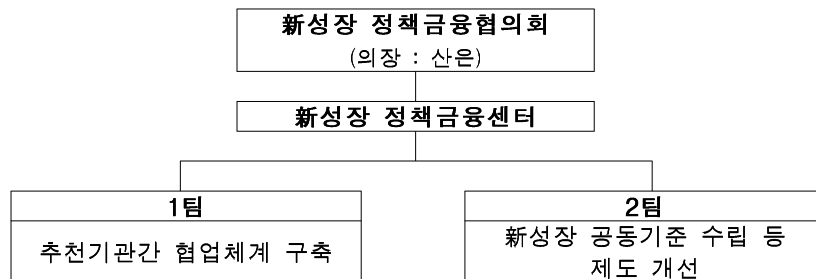 新성장 정책금융협의회
(의장 : 산은)
新성장 정책금융센터
1팀
추천기관간 협업체계 구축
2팀
新성장 공동기준 수립 등
제도 개선